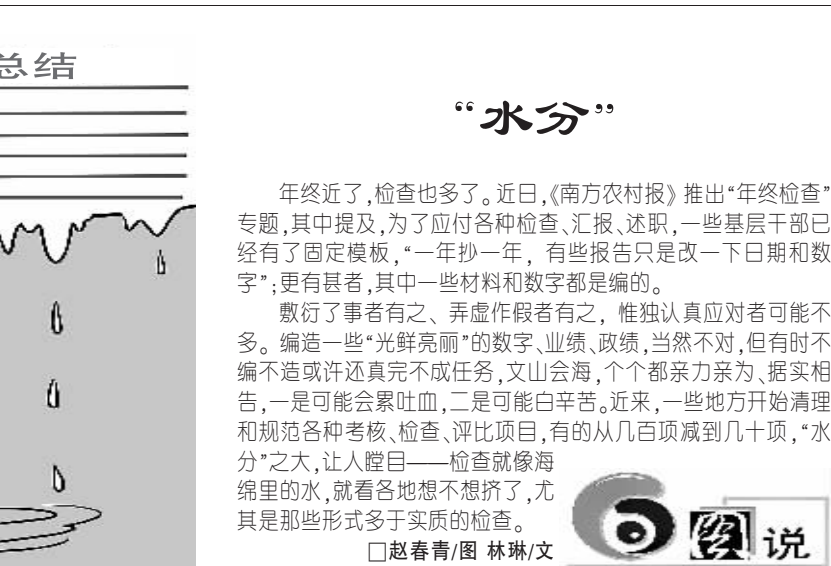 总结
“水分”
年终近了,检查也多了。近日,《南方农村报》推出“年终检查”
专题,其中提及,为了应付各种检查、汇报、述职,一些基层干部已
经有了固定模板,“一年抄一年,有些报告只是改一下日期和数
字”;更有甚者,其中一些材料和数字都是编的。
敷衍了事者有之、弄虚作假者有之,惟独认真应对者可能不
多。编造一些“光鲜亮丽”的数字、业绩、政绩,当然不对,但有时不
编不造或许还真完不成任务,文山会海,个个都亲力亲为、据实相
告,一是可能会累吐血,二是可能白辛苦。近来,一些地方开始清理
和规范各种考核、检查、评比项目,有的从几百项减到几十项,“水
分”之大,让人瞠目——检查就像海
绵里的水,就看各地想不想挤了,尤
其是那些形式多于实质的检查。
□赵春青/图 林琳/文
图说